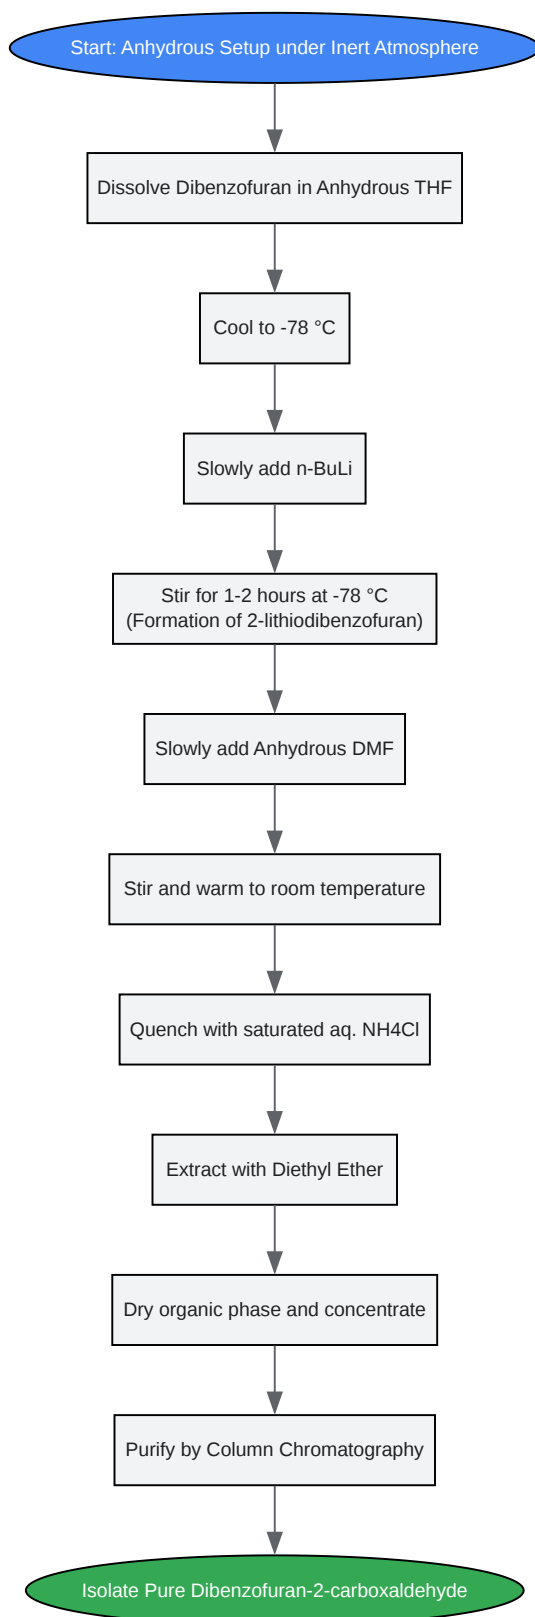 Start: Anhydrous Setup under Inert Atmosphere
Dissolve Dibenzofuran in Anhydrous THF
Cool to -78 °C
Slowly add n-BuLi
Stir for 1-2 hours at -78 °C
(Formation of 2-lithiodibenzofuran)
Slowly add Anhydrous DMF
Stir and warm to room temperature
Quench with saturated aq. NH4Cl
Extract with Diethyl Ether
Dry organic phase and concentrate
Purify by Column Chromatography
Isolate Pure Dibenzofuran-2-carboxaldehyde